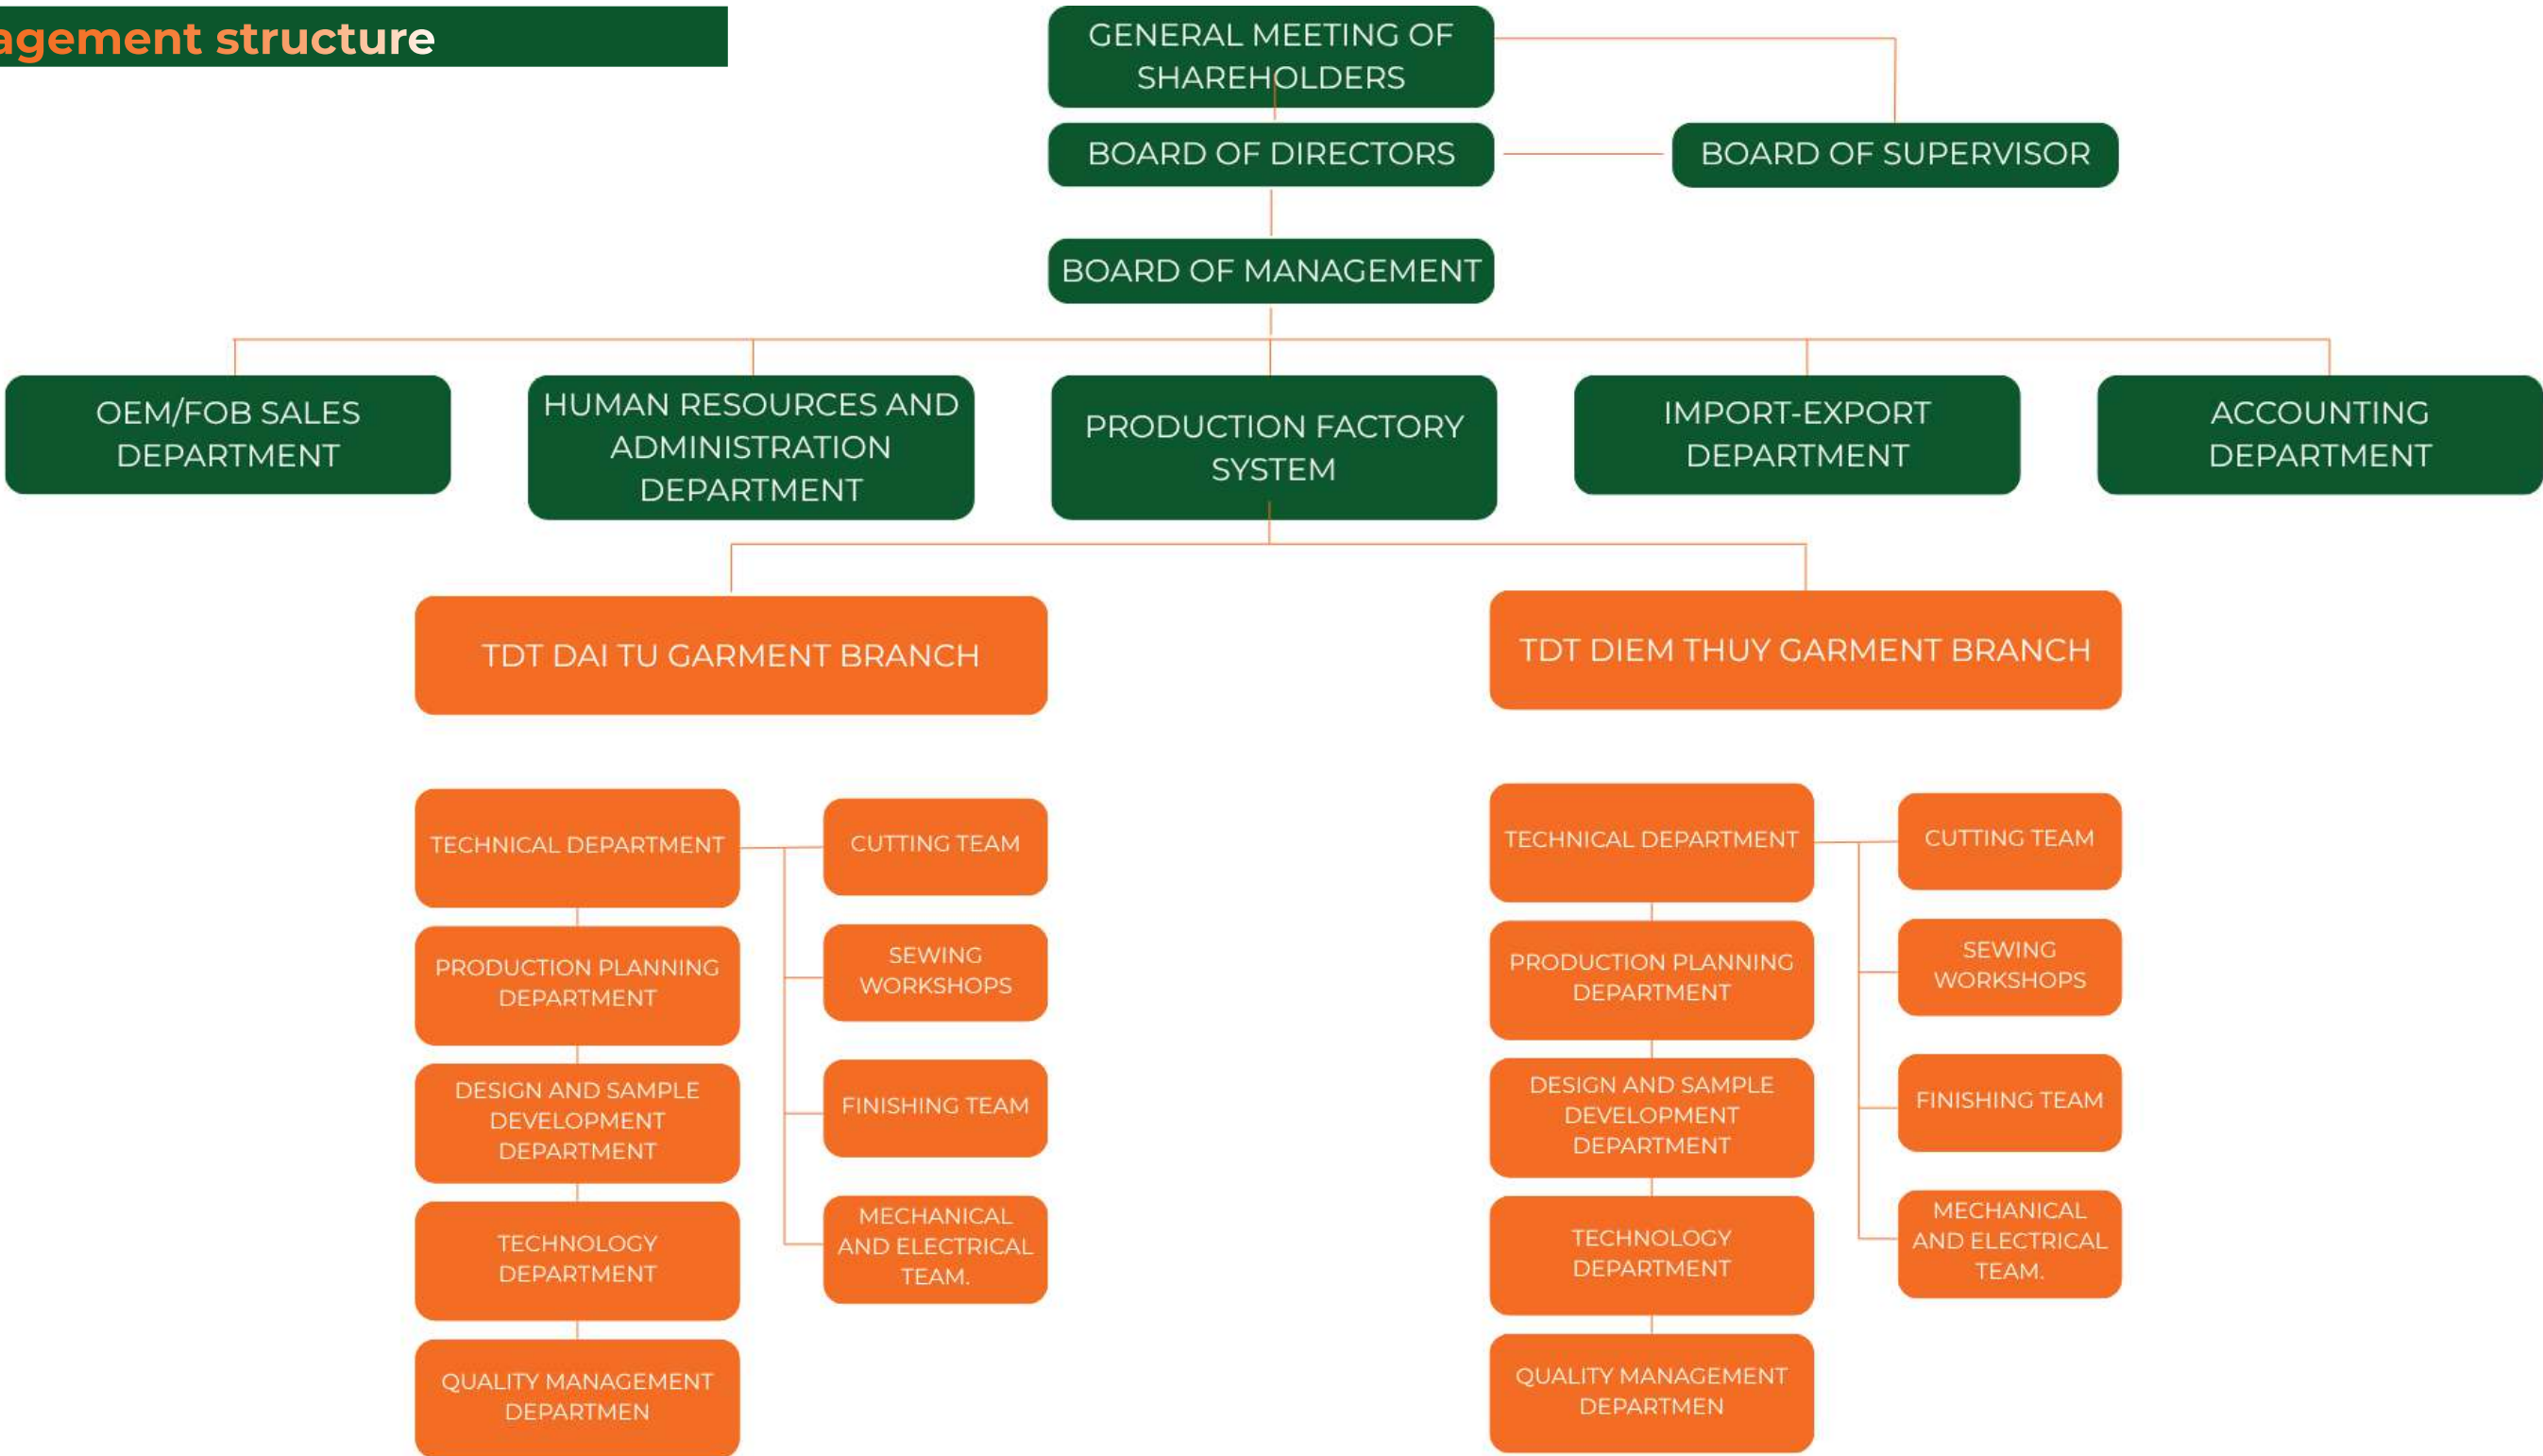 agement structure
GENERAL MEETING OF
SHAREHOLDERS
BOARD OF DIRECTORS
BOARD OF SUPERVISOR
BOARD OF MANAGEMENT
OEM/FOB SALES
DEPARTMENT
HUMAN RESOURCES AND
ADMINISTRATION
DEPARTMENT
PRODUCTION FACTORY
SYSTEM
IMPORT-EXPORT
DEPARTMENT
ACCOUNTING
DEPARTMENT
TDT DAI TU GARMENT BRANCH
TECHNICAL DEPARTMENT
PRODUCTION PLANNING
DEPARTMENT
DESIGN AND SAMPLE
DEVELOPMENT
DEPARTMENT
TECHNOLOGY
DEPARTMENT
QUALITY MANAGEMENT
DEPARTMEN
CUTTING TEAM
SEWING
WORKSHOPS
FINISHING TEAM
MECHANICAL
AND ELECTRICAL
TEAM.
TDT DIEM THUY GARMENT BRANCH
TECHNICAL DEPARTMENT
PRODUCTION PLANNING
DEPARTMENT
DESIGN AND SAMPLE
DEVELOPMENT
DEPARTMENT
TECHNOLOGY
DEPARTMENT
QUALITY MANAGEMENT
DEPARTMEN
CUTTING TEAM
SEWING
WORKSHOPS
FINISHING TEAM
MECHANICAL
AND ELECTRICAL
TEAM.